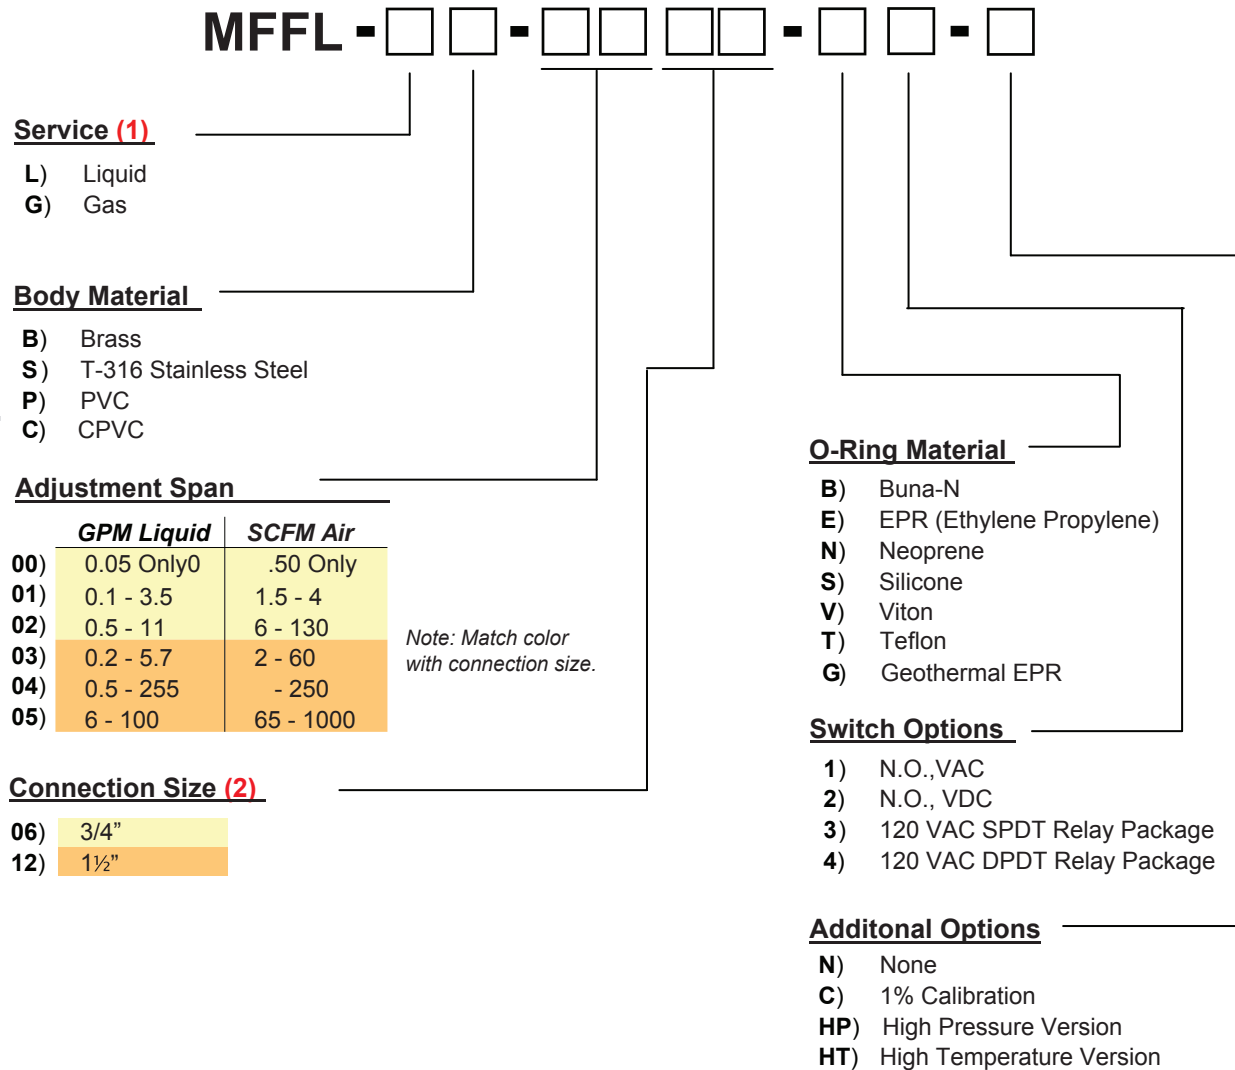 MFFL - -  - -
Service (1)
L) Liquid
G) Gas
Body Material
B) Brass
S) T-316 Stainless Steel
P) PVC
C) CPVC
Adjustment Span
GPM Liquid SCFM Air
00) 0.05 Only0 .50 Only
01) 0.1 - 3.5 1.5 - 4
02) 0.5 - 11 6 - 130
03) 0.2 - 5.7 2 - 60
04) 0.5 - 255 - 250
05) 6 - 100 65 - 1000
Note: Match color
with connection size.
Connection Size (2)
06) 3/4”
12) 1½”
O-Ring Material
B) Buna-N
E) EPR (Ethylene Propylene)
N) Neoprene
S) Silicone
V) Viton
T) Teflon
G) Geothermal EPR
Switch Options
1) N.O.,VAC
2) N.O., VDC
3) 120 VAC SPDT Relay Package
4) 120 VAC DPDT Relay Package
Additonal Options
N) None
C) 1% Calibration
HP) High Pressure Version
HT) High Temperature Version